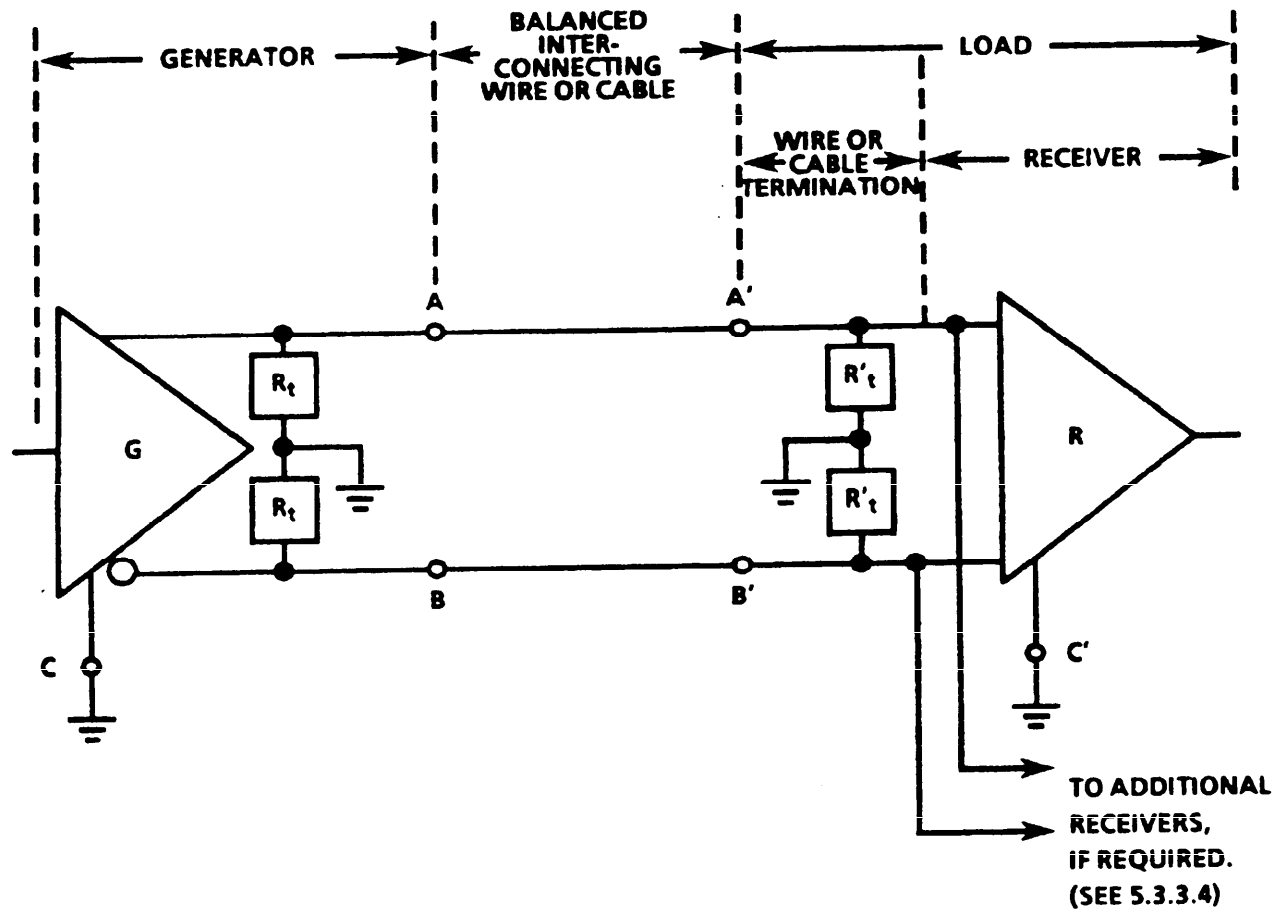 GENERATOR
BALANCED
INTER-
CONNECTING
WIRE OR CABLE
LOAD
WIRE OR
CABLE
TERMINATION
RECEIVER
A
A'
Rt
R't
G
R
Rt
R't
B
B'
C
C'
TO ADDITIONAL
RECEIVERS,
IF REQUIRED.
(SEE 5.3.3.4)